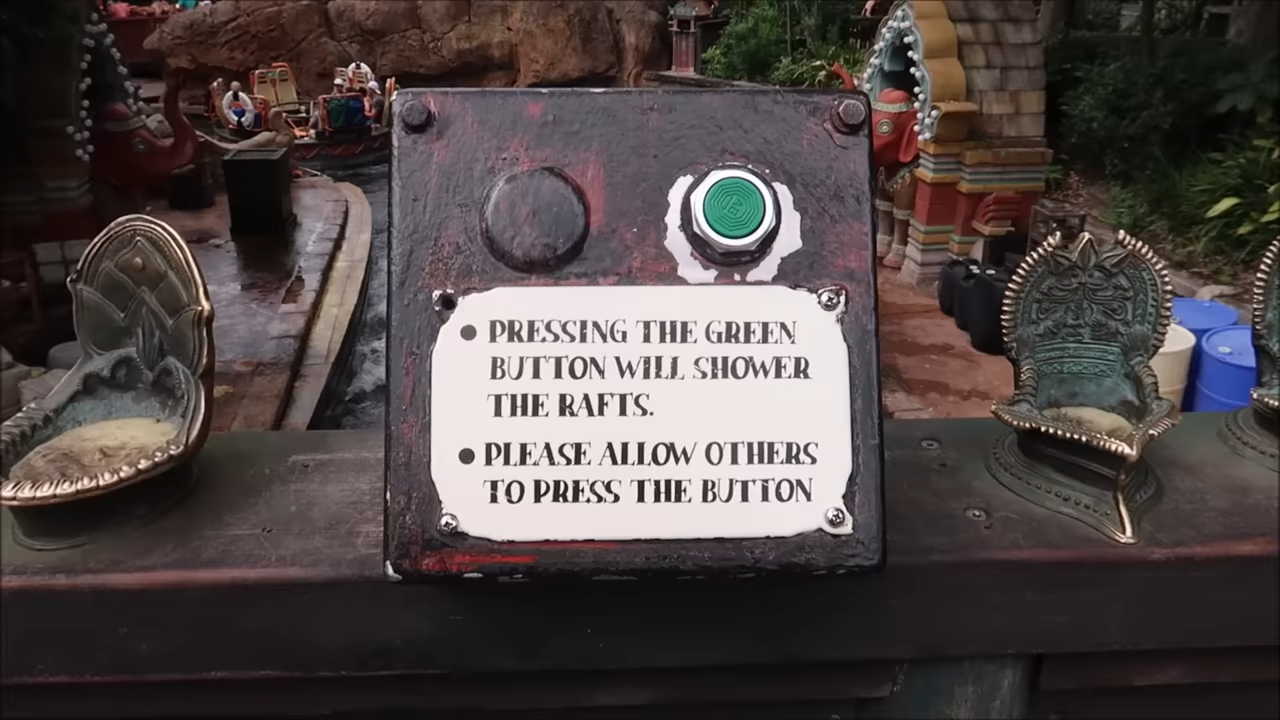 ● PRESSING THE GREEN
BUTTON WILL SHOWER
THE RAFTS.
● PLEASE ALLOW OTHERS
TO PRESS THE BUTTON